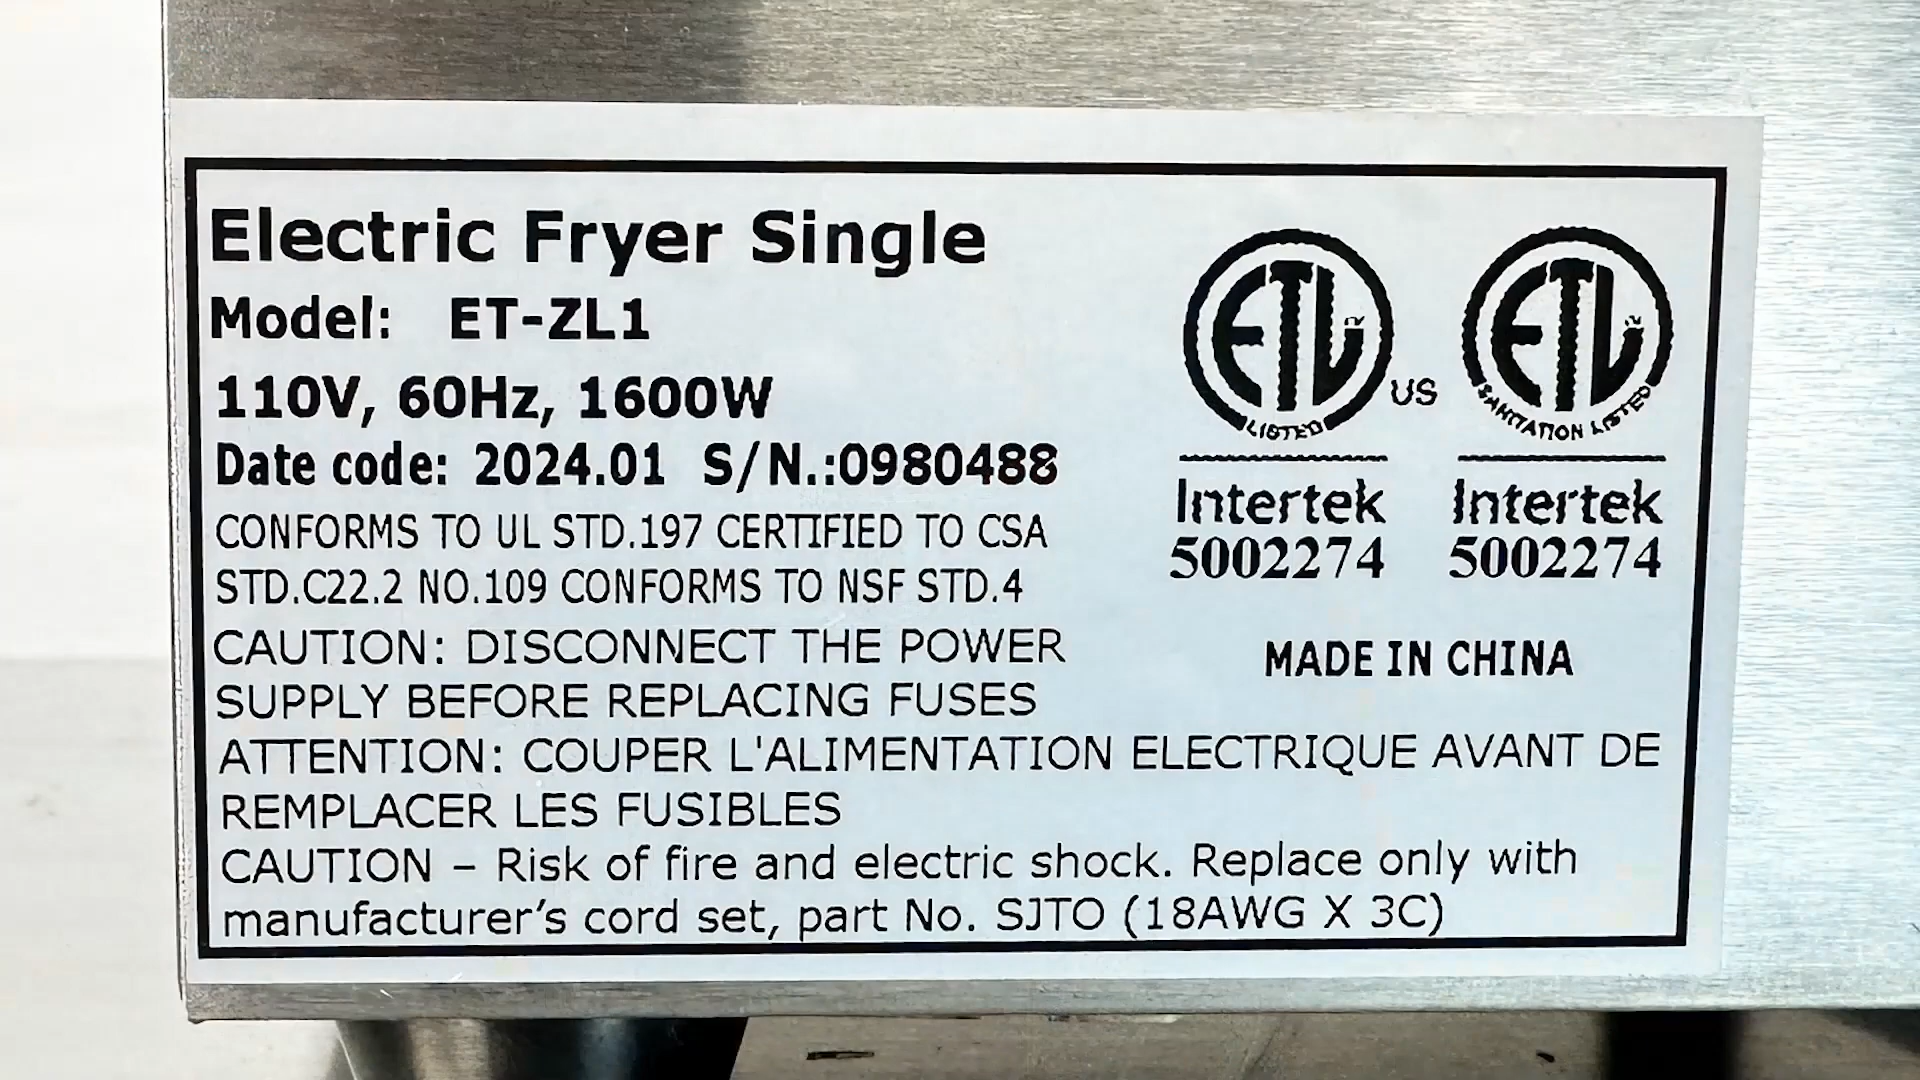 Electric Fryer Single
Model: ET-ZL1
110V, 60Hz, 1600W
Date code: 2024.01 S/N.:0980488
CONFORMS TO UL STD.197 CERTIFIED TO CSA
STD.C22.2 NO.109 CONFORMS TO NSF STD.4
CAUTION: DISCONNECT THE POWER
SUPPLY BEFORE REPLACING FUSES
ATTENTION: COUPER L'ALIMENTATION ELECTRIQUE AVANT DE
REMPLACER LES FUSIBLES
CAUTION – Risk of fire and electric shock. Replace only with
manufacturer’s cord set, part No. SJTO (18AWG X 3C)
ETL
LISTED
US
Intertek
5002274
ETL
SANITATION LISTED
Intertek
5002274
MADE IN CHINA